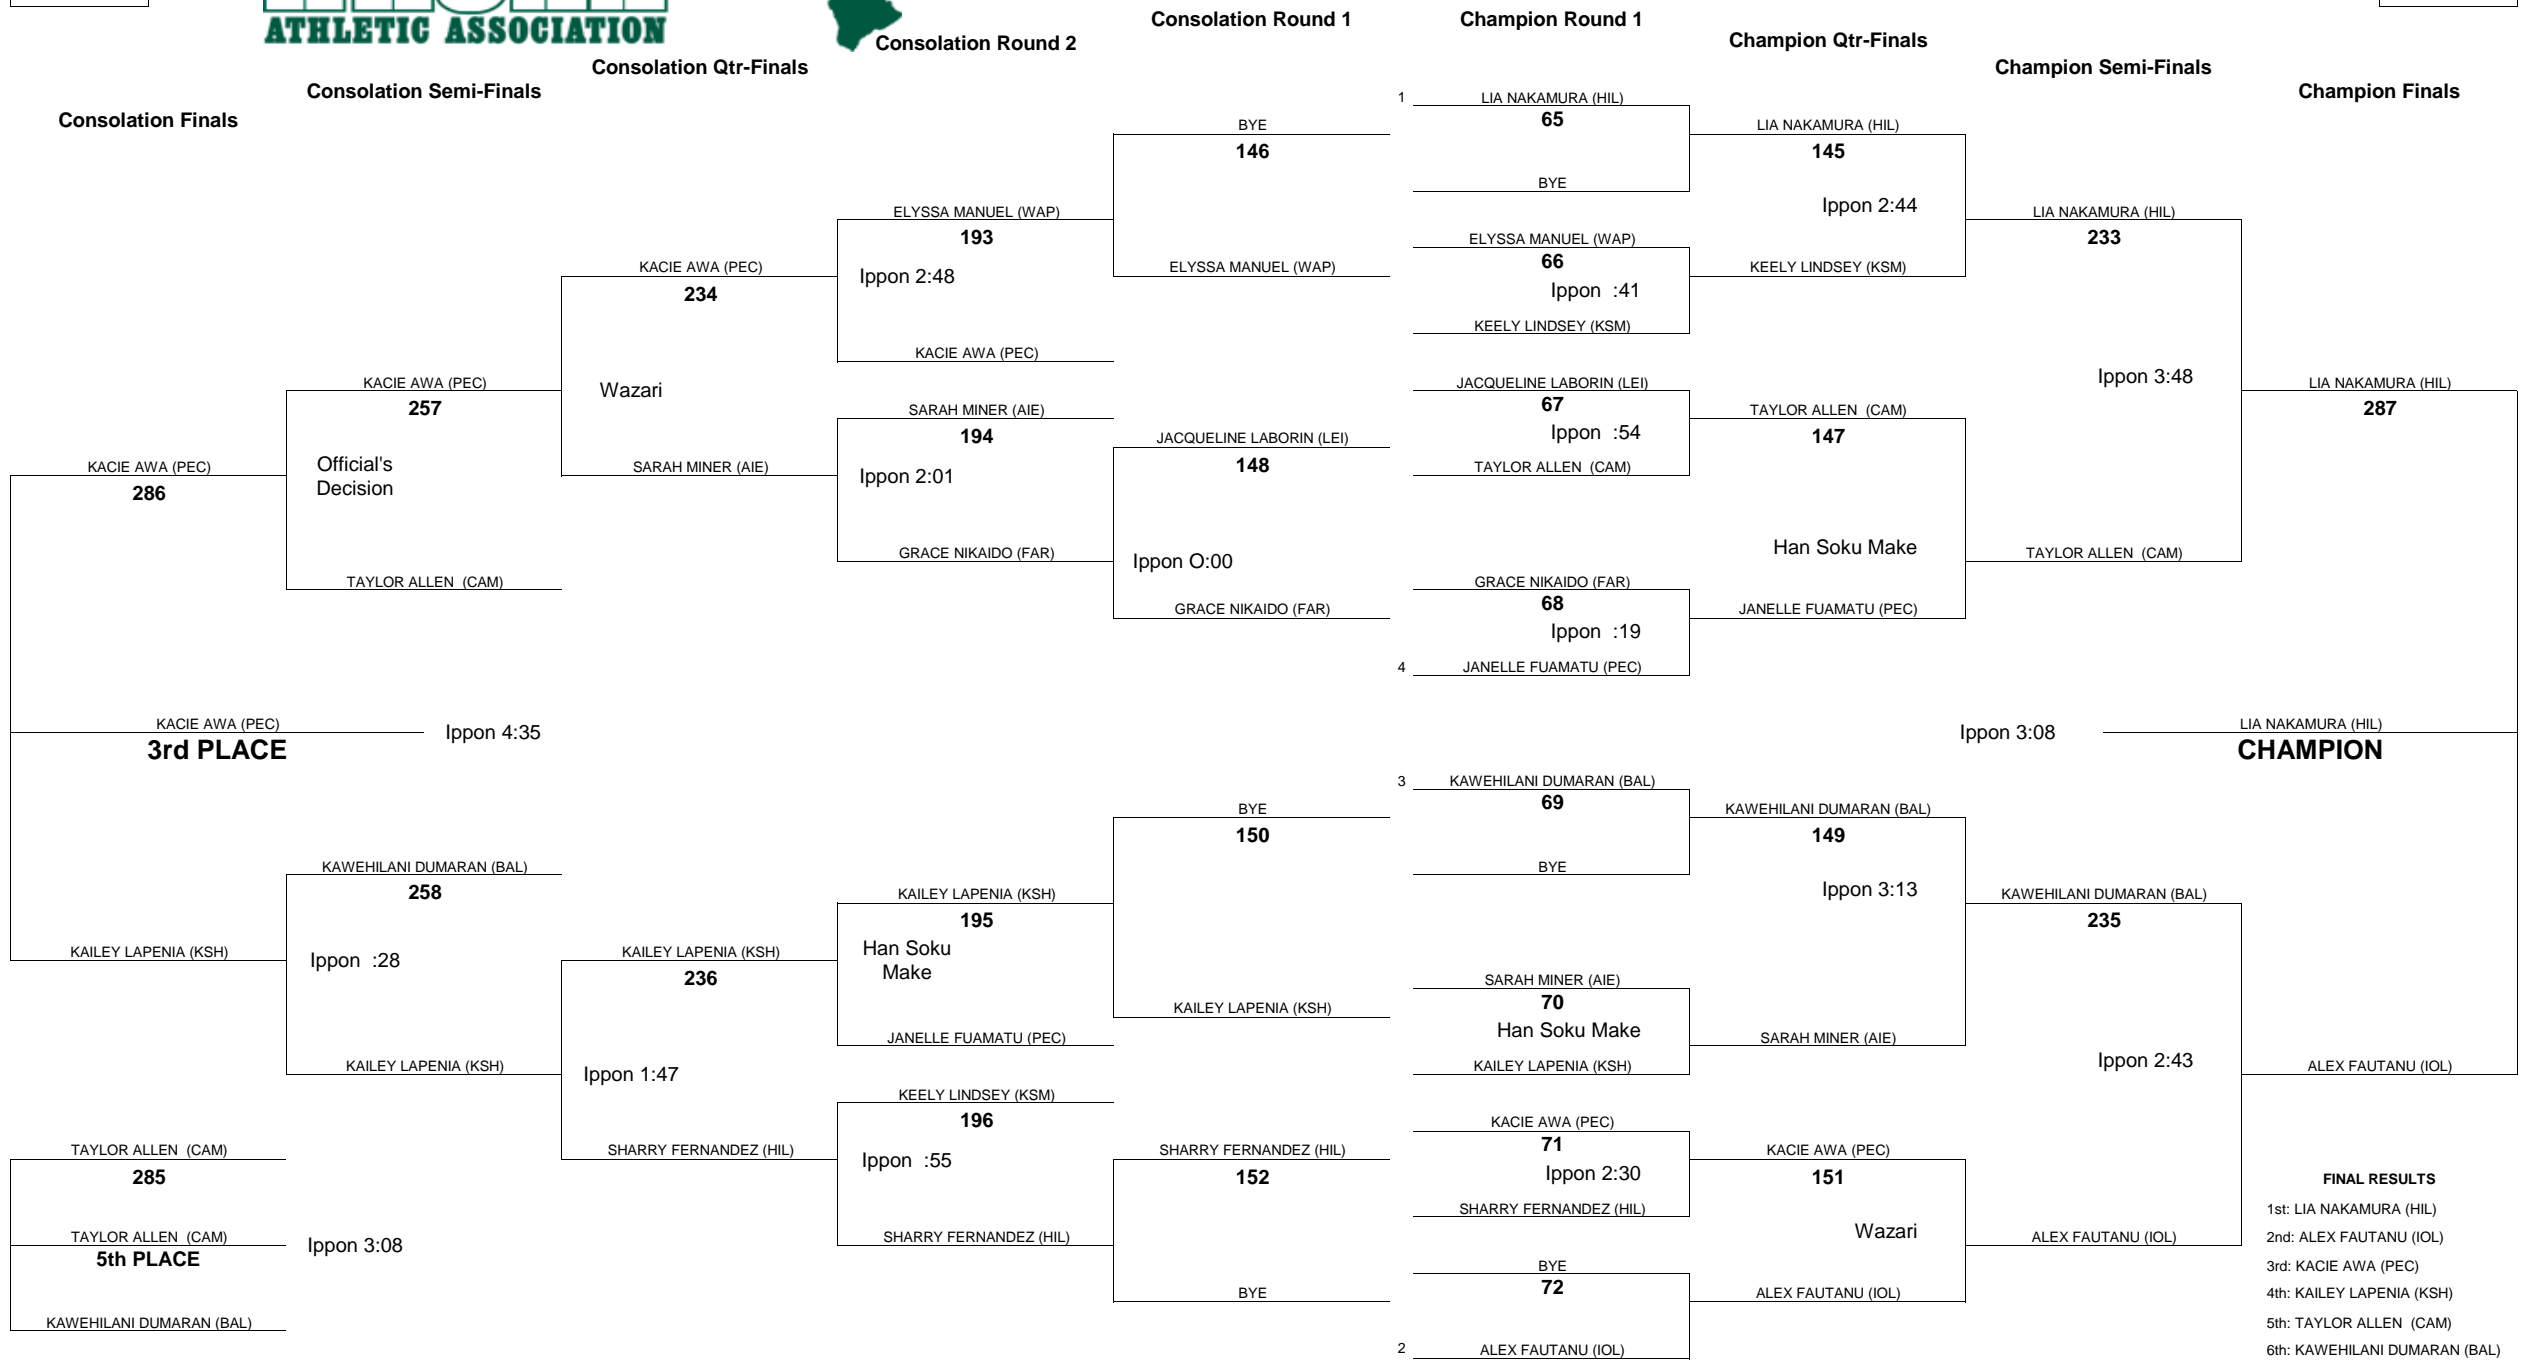 ATHLETIC ASSOCIATION
Consolation Round 1
Champion Round 1
Consolation Round 2
Champion Qtr-Finals
Consolation Qtr-Finals
Champion Semi-Finals
Consolation Semi-Finals
Champion Finals
Consolation Finals
KACIE AWA (PEC)
286
KACIE AWA (PEC)
3rd PLACE
Ippon 4:35
KAILEY LAPENIA (KSH)
TAYLOR ALLEN (CAM)
285
TAYLOR ALLEN (CAM)
5th PLACE
Ippon 3:08
KAWEHILANI DUMARAN (BAL)
KACIE AWA (PEC)
257
Official's
Decision
TAYLOR ALLEN (CAM)
KAWEHILANI DUMARAN (BAL)
258
Ippon :28
KAILEY LAPENIA (KSH)
KACIE AWA (PEC)
234
Wazari
SARAH MINER (AIE)
KAILEY LAPENIA (KSH)
236
Ippon 1:47
SHARRY FERNANDEZ (HIL)
ELYSSA MANUEL (WAP)
193
Ippon 2:48
KACIE AWA (PEC)
SARAH MINER (AIE)
194
Ippon 2:01
GRACE NIKAIDO (FAR)
KAILEY LAPENIA (KSH)
195
Han Soku
Make
JANELLE FUAMATU (PEC)
KEELY LINDSEY (KSM)
196
Ippon :55
SHARRY FERNANDEZ (HIL)
BYE
146
ELYSSA MANUEL (WAP)
JACQUELINE LABORIN (LEI)
148
Ippon O:00
GRACE NIKAIDO (FAR)
BYE
150
KAILEY LAPENIA (KSH)
SHARRY FERNANDEZ (HIL)
152
BYE
1 LIA NAKAMURA (HIL)
65
BYE
ELYSSA MANUEL (WAP)
66
Ippon :41
KEELY LINDSEY (KSM)
JACQUELINE LABORIN (LEI)
67
Ippon :54
TAYLOR ALLEN (CAM)
GRACE NIKAIDO (FAR)
68
Ippon :19
4 JANELLE FUAMATU (PEC)
3 KAWEHILANI DUMARAN (BAL)
69
BYE
SARAH MINER (AIE)
70
Han Soku Make
KAILEY LAPENIA (KSH)
KACIE AWA (PEC)
71
Ippon 2:30
SHARRY FERNANDEZ (HIL)
BYE
72
2 ALEX FAUTANU (IOL)
LIA NAKAMURA (HIL)
145
Ippon 2:44
KEELY LINDSEY (KSM)
TAYLOR ALLEN (CAM)
147
Han Soku Make
JANELLE FUAMATU (PEC)
KAWEHILANI DUMARAN (BAL)
149
Ippon 3:13
SARAH MINER (AIE)
KACIE AWA (PEC)
151
Wazari
ALEX FAUTANU (IOL)
LIA NAKAMURA (HIL)
233
Ippon 3:48
TAYLOR ALLEN (CAM)
KAWEHILANI DUMARAN (BAL)
235
Ippon 2:43
ALEX FAUTANU (IOL)
LIA NAKAMURA (HIL)
287
Ippon 3:08
LIA NAKAMURA (HIL)
CHAMPION
ALEX FAUTANU (IOL)
FINAL RESULTS
1st: LIA NAKAMURA (HIL)
2nd: ALEX FAUTANU (IOL)
3rd: KACIE AWA (PEC)
4th: KAILEY LAPENIA (KSH)
5th: TAYLOR ALLEN (CAM)
6th: KAWEHILANI DUMARAN (BAL)